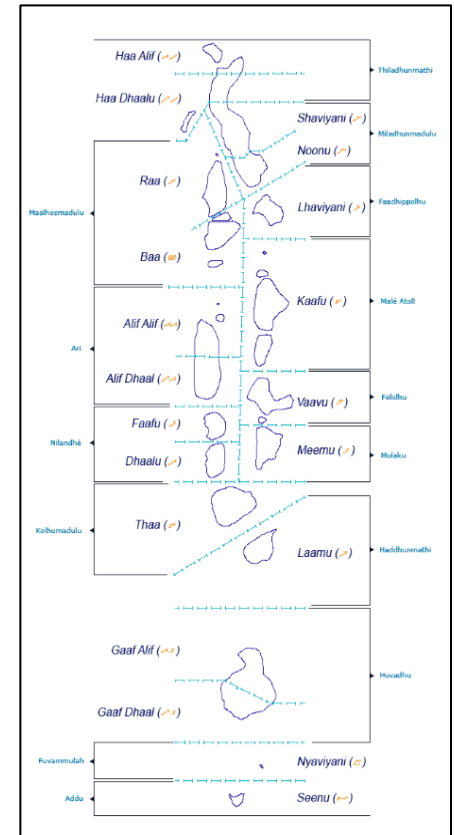 Haa Alif
Thiladhunmathi
Haa Dhaalu
Shaviyani
Miladhunmadulu
Noonu
Raa
Lhaviyani
Faadhippolhu
Maalhosmadulu
Baa
Kaafu
Malé Atoll
Alif Alif
Ari
Alif Dhaal
Vaavu
Felidhu
Faafu
Nilandhé
Meemu
Mulaku
Dhaalu
Kolhumadulu
Thaa
Laamu
Haddhunmathi
Gaaf Alif
Huvadhu
Gaaf Dhaal
Fuvammulah
Nyaviyani
Addu
Seenu